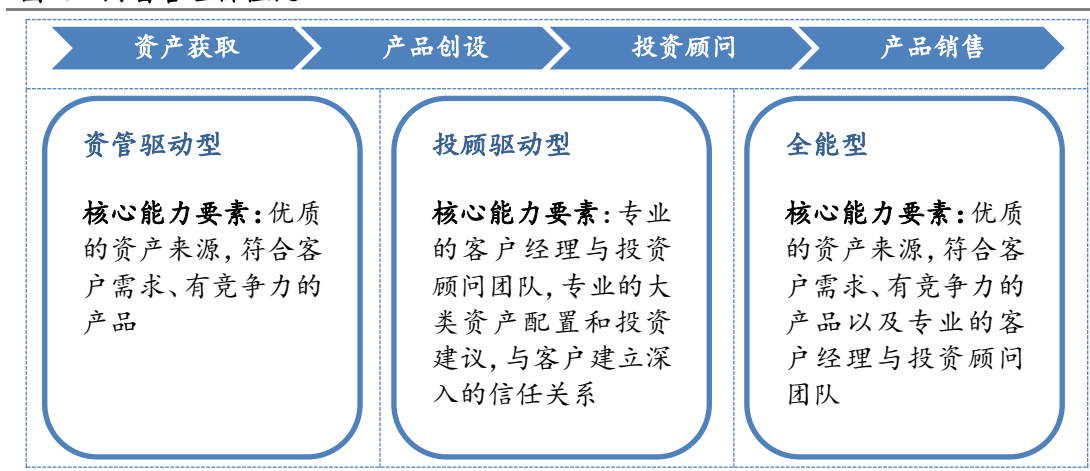 资产获取
产品创设
投资顾问
产品销售
资管驱动型
核心能力要素:优质
的资产来源,符合客
户需求、有竞争力的
产品
投顾驱动型
核心能力要素:专业
的客户经理与投资
顾问团队,专业的大
类资产配置和投资
建议,与客户建立深
入的信任关系
全能型
核心能力要素:优质
的资产来源,符合客
户需求、有竞争力的
产品以及专业的客
户经理与投资顾问
团队